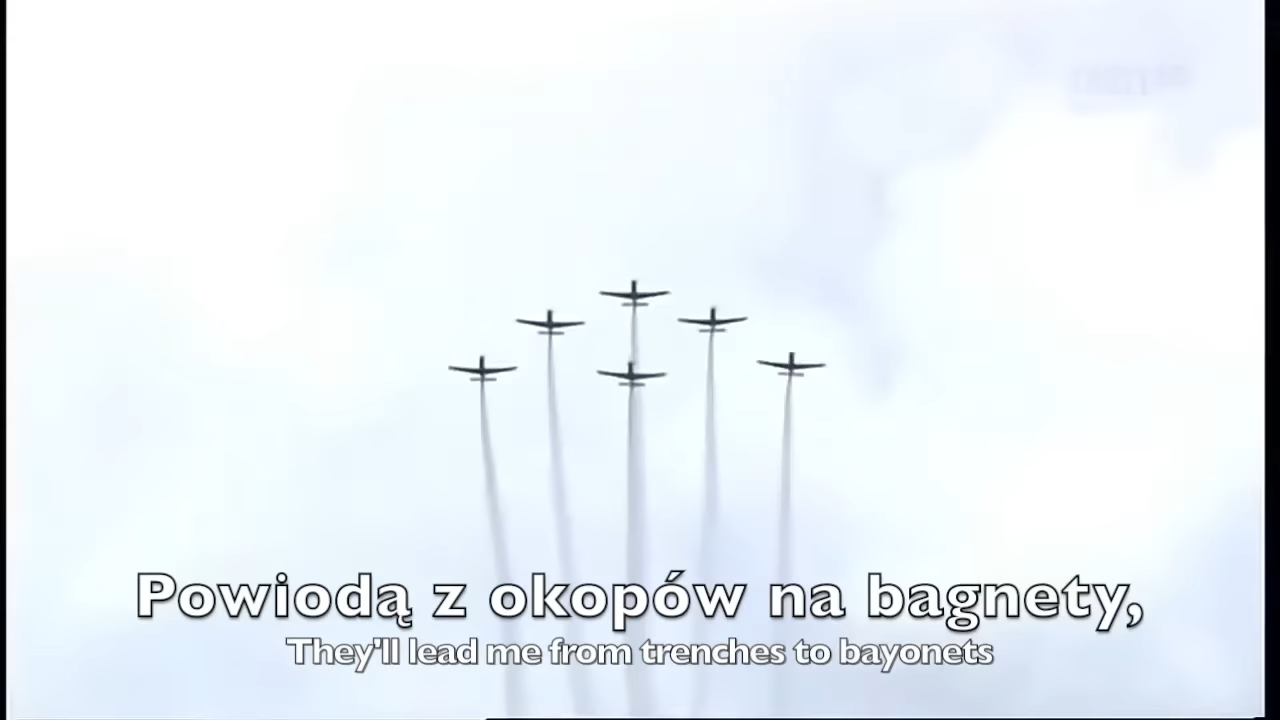 Powiodą z okopów na bagnety,
They'll lead me from trenches to bayonets